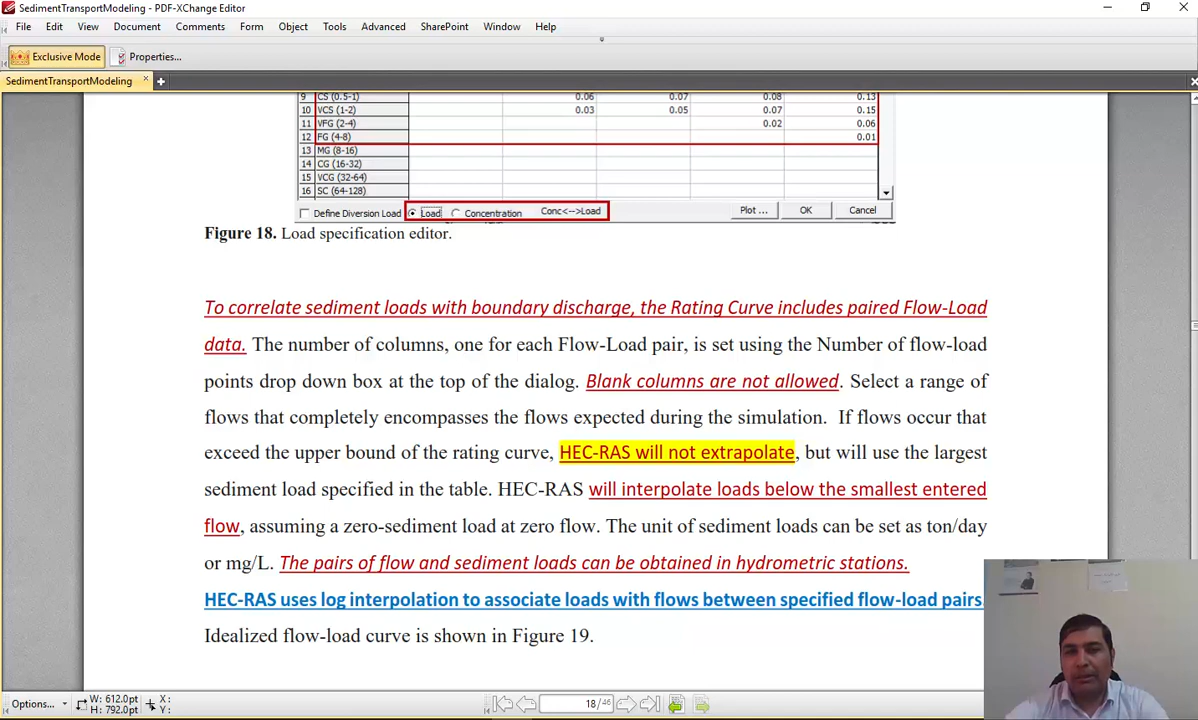 SedimentTransportModeling - PDF-XChange Editor
File Edit View Document Comments Form Object Tools Advanced SharePoint Window Help
Exclusive Mode Properties...
SedimentTransportModeling
9 CS (0.5-1) 0.06 0.07 0.08 0.13
10 VCS (1-2) 0.03 0.05 0.07 0.15
11 VFG (2-4) 0.02 0.06
12 FG (4-8) 0.01
13 MG (8-16)
14 CG (16-32)
15 VCG (32-64)
16 SC (64-128)
Define Diversion Load Load Concentration Conc<-->Load Plot ... OK Cancel
Figure 18. Load specification editor.
To correlate sediment loads with boundary discharge, the Rating Curve includes paired Flow-Load
data. The number of columns, one for each Flow-Load pair, is set using the Number of flow-load
points drop down box at the top of the dialog. Blank columns are not allowed. Select a range of
flows that completely encompasses the flows expected during the simulation. If flows occur that
exceed the upper bound of the rating curve, HEC-RAS will not extrapolate, but will use the largest
sediment load specified in the table. HEC-RAS will interpolate loads below the smallest entered
flow, assuming a zero-sediment load at zero flow. The unit of sediment loads can be set as ton/day
or mg/L. The pairs of flow and sediment loads can be obtained in hydrometric stations.
HEC-RAS uses log interpolation to associate loads with flows between specified flow-load pairs.
Idealized flow-load curve is shown in Figure 19.
Options... W: 612.0pt X:
H: 792.0pt Y:
18 / 46